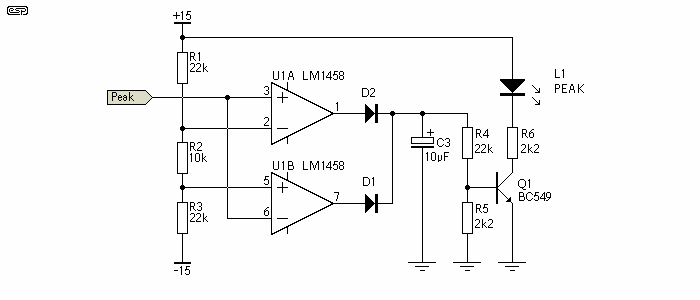 esp
+15
R1
22k
U1A LM1458
L1
PEAK
Peak
3
D2
1
2
C3
10µF
R4
22k
R6
2k2
R2
10k
U1B LM1458
D1
5
7
6
Q1
BC549
R3
22k
R5
2k2
-15